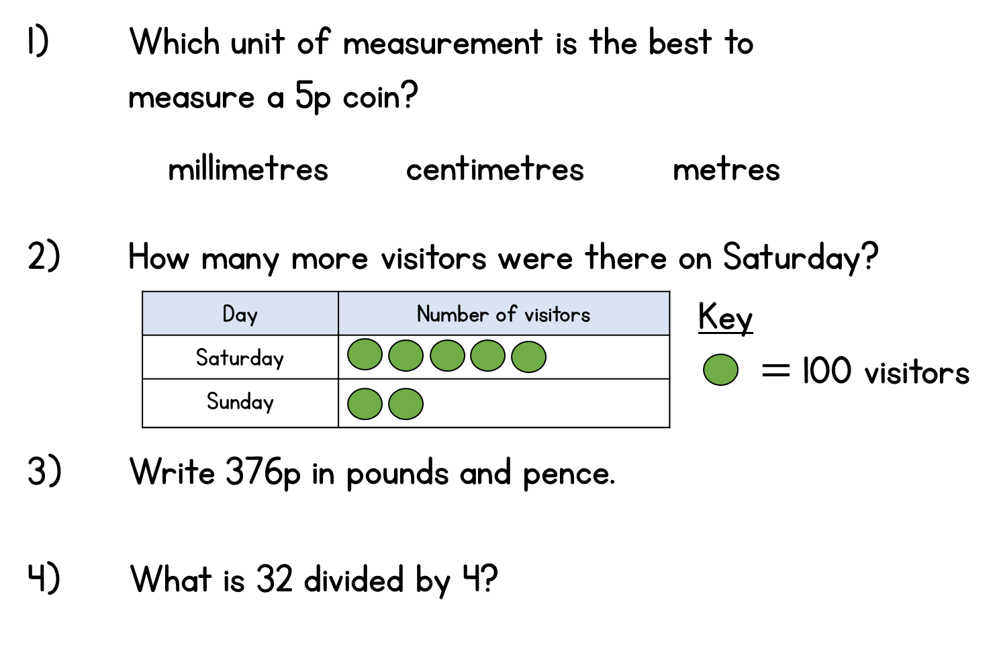 1) Which unit of measurement is the best to
measure a 5p coin?
millimetres centimetres metres
2) How many more visitors were there on Saturday?
Day Number of visitors
Key
Saturday
= 100 visitors
Sunday
3) Write 376p in pounds and pence.
4) What is 32 divided by 4?